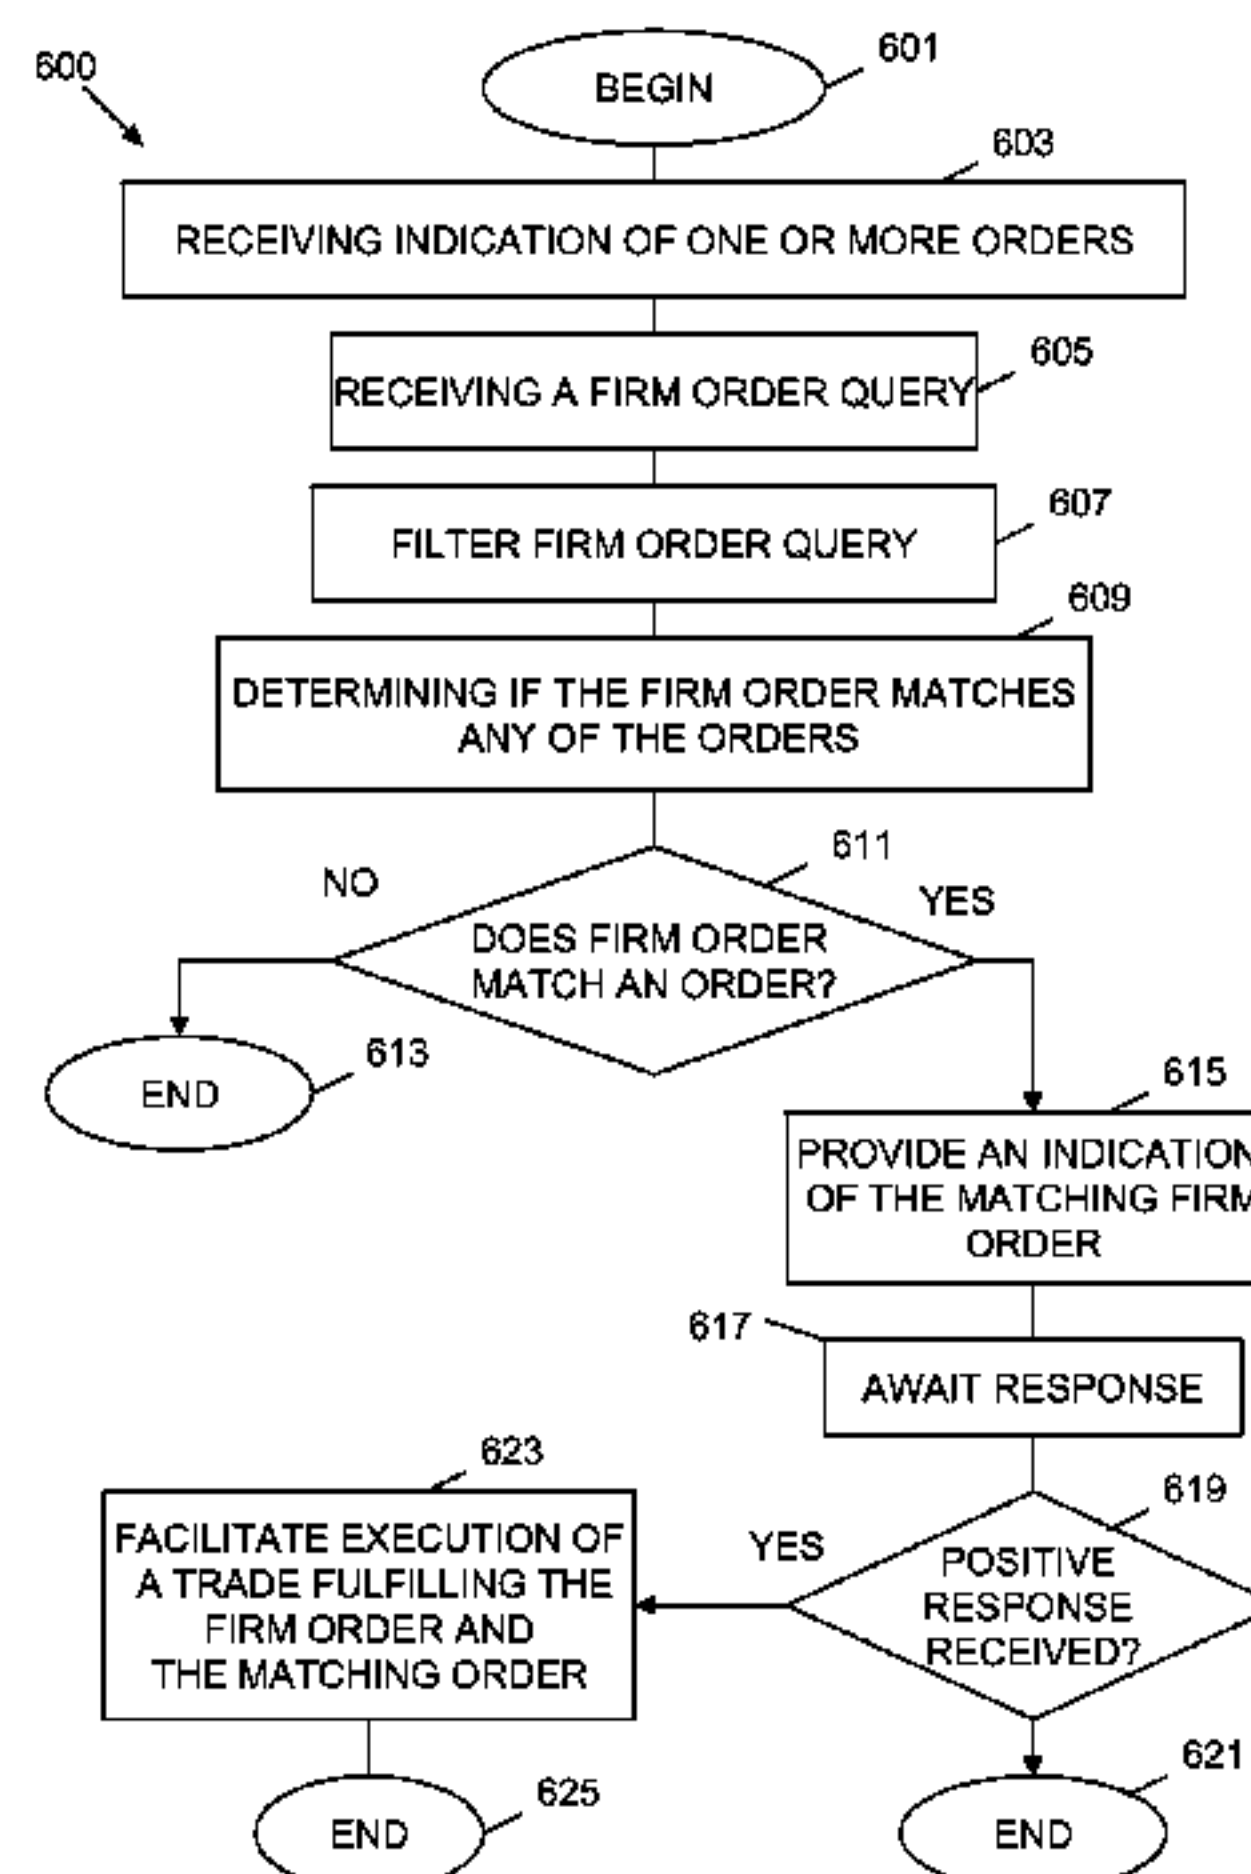 600
601
BEGIN
603
RECEIVING INDICATION OF ONE OR MORE ORDERS
605
RECEIVING A FIRM ORDER QUERY
607
FILTER FIRM ORDER QUERY
609
DETERMINING IF THE FIRM ORDER MATCHES
ANY OF THE ORDERS
611
NO
YES
DOES FIRM ORDER
MATCH AN ORDER?
613
END
615
PROVIDE AN INDICATION
OF THE MATCHING FIRM
ORDER
617
AWAIT RESPONSE
623
619
FACILITATE EXECUTION OF
A TRADE FULFILLING THE
FIRM ORDER AND
THE MATCHING ORDER
YES
POSITIVE
RESPONSE
RECEIVED?
621
625
END
END